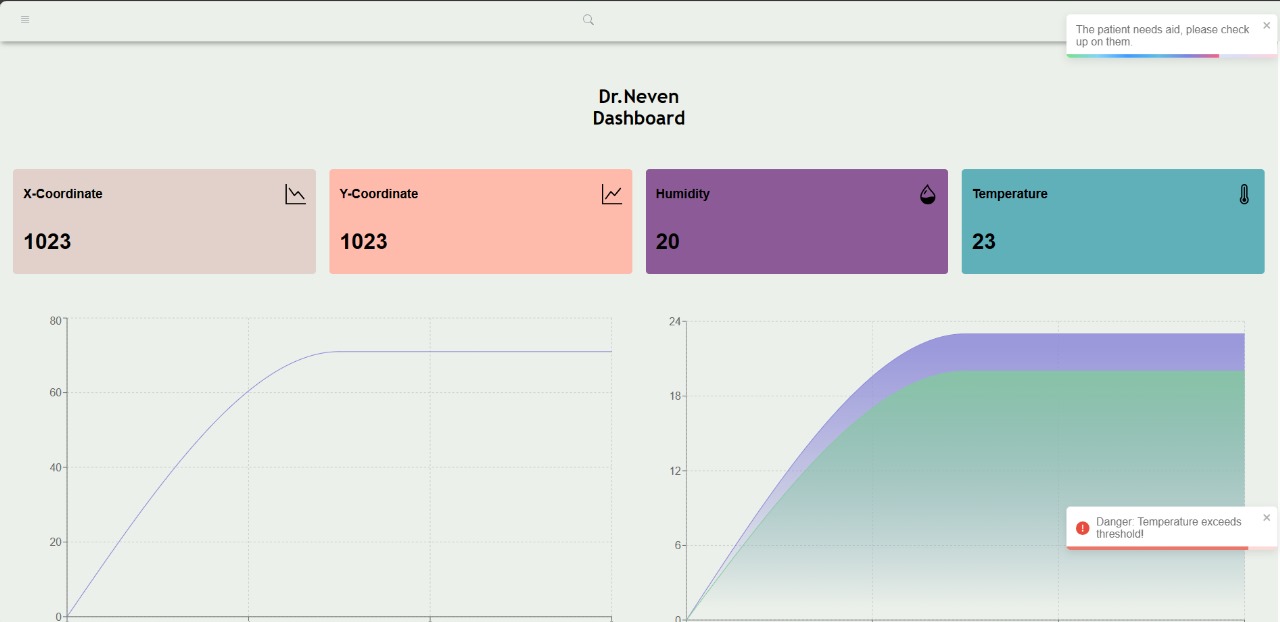 The patient needs aid, please check
up on them.
Dr.Neven
Dashboard
X-Coordinate
1023
Y-Coordinate
1023
Humidity
20
Temperature
23
80
60
40
20
0
24
18
12
6
0
Danger: Temperature exceeds
threshold!